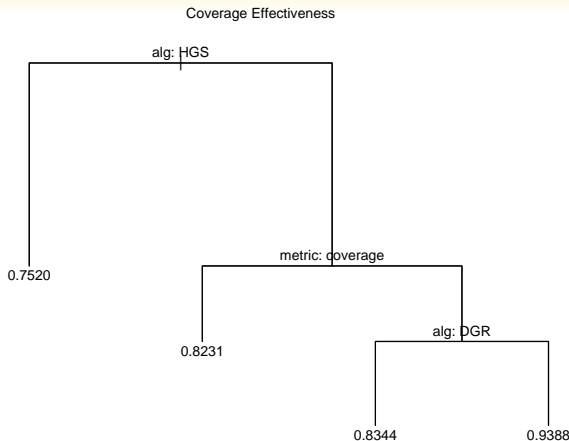 Coverage Effectiveness
alg: HGS
metric: coverage
0.7520
alg: DGR
0.8231
0.8344
0.9388